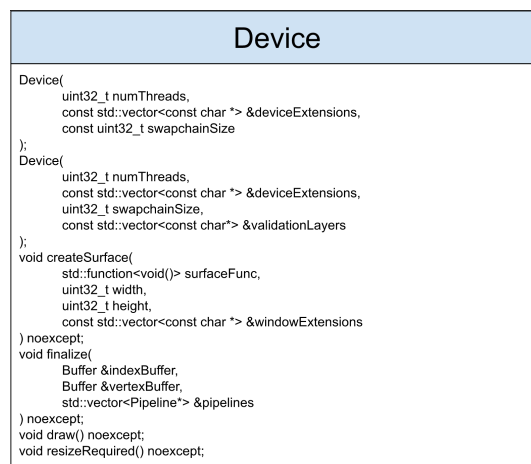 Device
Device(
uint32_t numThreads,
const std::vector<const char *> &deviceExtensions,
const uint32_t swapchainSize
);
Device(
uint32_t numThreads,
const std::vector<const char *> &deviceExtensions,
uint32_t swapchainSize,
const std::vector<const char*> &validationLayers
);
void createSurface(
std::function<void()> surfaceFunc,
uint32_t width,
uint32_t height,
const std::vector<const char *> &windowExtensions
) noexcept;
void finalize(
Buffer &indexBuffer,
Buffer &vertexBuffer,
std::vector<Pipeline*> &pipelines
) noexcept;
void draw() noexcept;
void resizeRequired() noexcept;